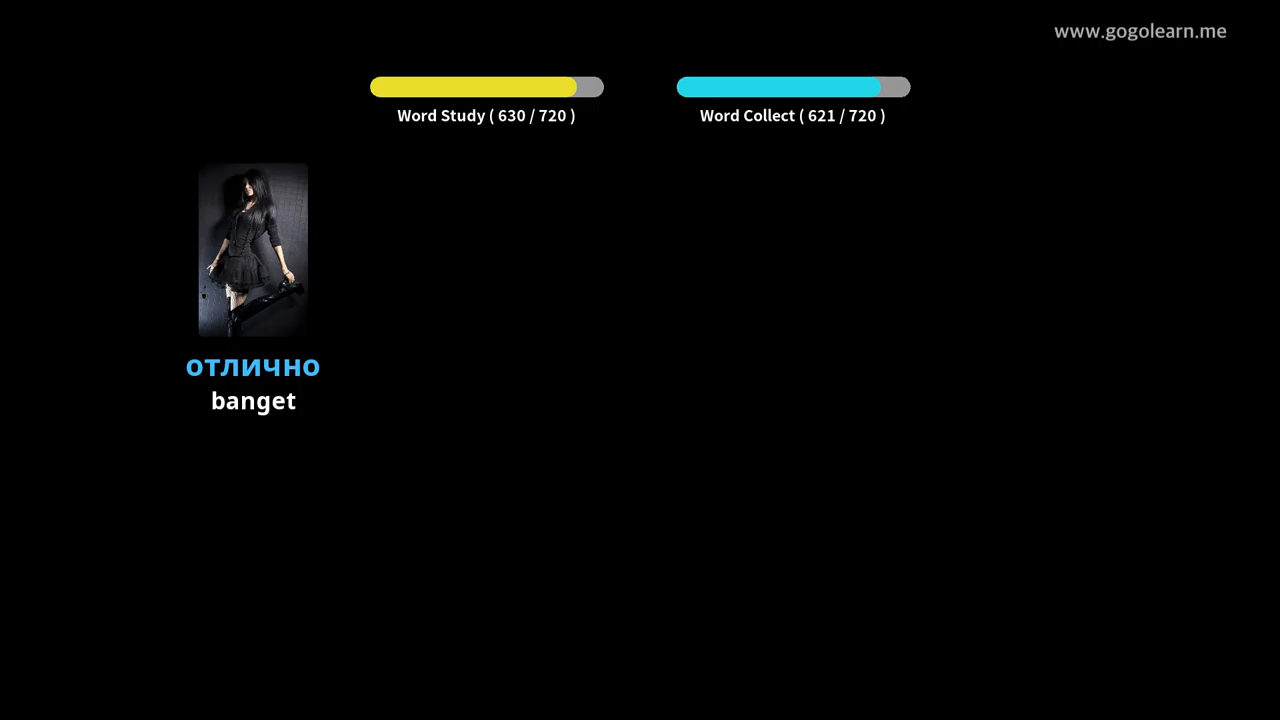 www.gogolearn.me
Word Study ( 630 / 720 )
Word Collect ( 621 / 720 )
отлично
banget